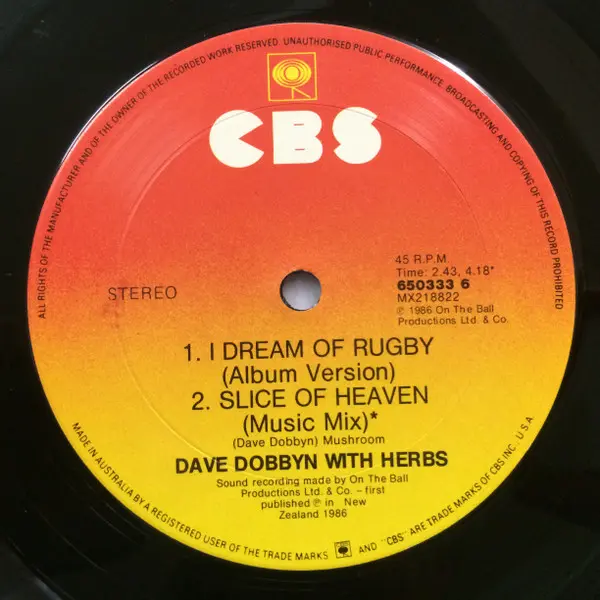 ALL RIGHTS OF THE MANUFACTURER AND OF THE OWNER OF THE RECORDED WORK RESERVED UNAUTHORISED PUBLIC PERFORMANCE BROADCASTING AND COPYING OF THIS RECORD PROHIBITED
CBS
STEREO
45 R.P.M.
Time: 2.43, 4.18*
650333 6
MX218822
℗ 1986 On The Ball
Productions Ltd. & Co.
1. I DREAM OF RUGBY
(Album Version)
2. SLICE OF HEAVEN
(Music Mix)*
(Dave Dobbyn) Mushroom
DAVE DOBBYN WITH HERBS
Sound recording made by On The Ball
Productions Ltd. & Co. – first
published ℗ in New
Zealand 1986
MADE IN AUSTRALIA BY A REGISTERED USER OF THE TRADE MARKS AND "CBS" ARE TRADE MARKS OF CBS INC. U.S.A.